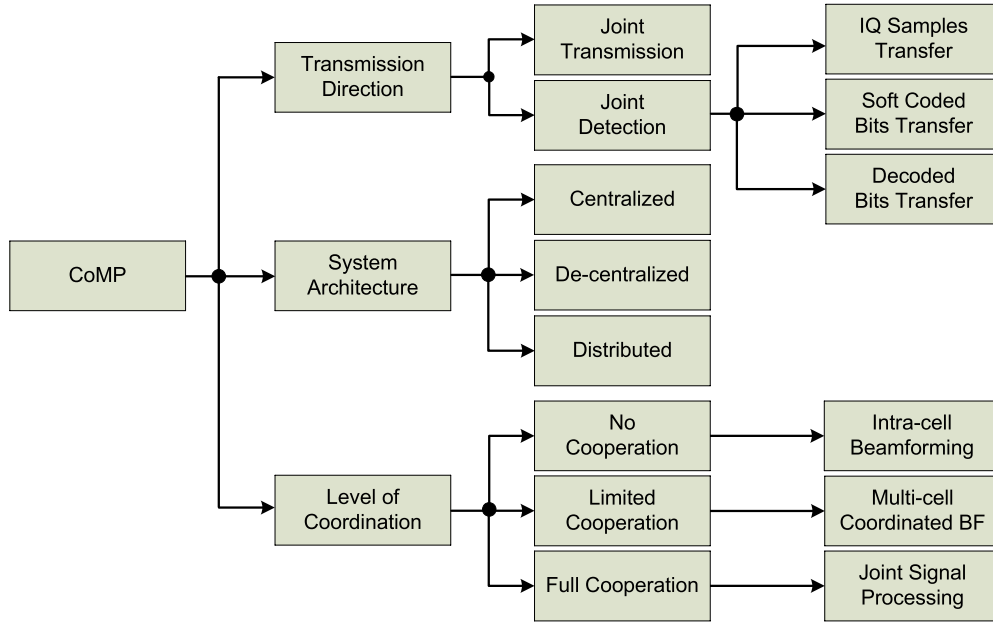 CoMP
Transmission
Direction
Joint
Transmission
Joint
Detection
IQ Samples
Transfer
Soft Coded
Bits Transfer
Decoded
Bits Transfer
System
Architecture
Centralized
De-centralized
Distributed
Level of
Coordination
No
Cooperation
Intra-cell
Beamforming
Limited
Cooperation
Multi-cell
Coordinated BF
Full Cooperation
Joint Signal
Processing